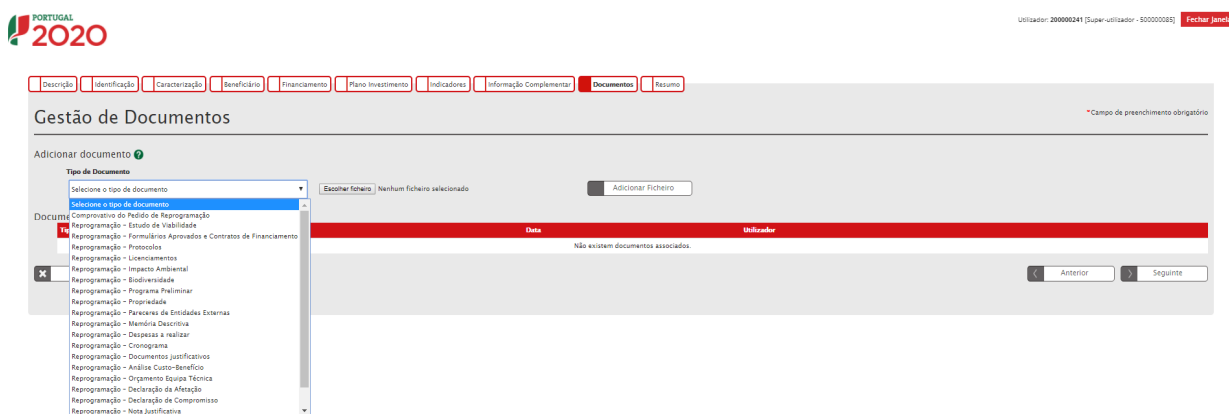 PORTUGAL
2020
Utilizador: 200000241 [Super-utilizador - 500000085]
Fechar Janela
Descrição
Identificação
Caracterização
Beneficiário
Financiamento
Plano Investimento
Indicadores
Informação Complementar
Documentos
Resumo
Gestão de Documentos
*Campo de preenchimento obrigatório
Adicionar documento ?
Tipo de Documento
Selecione o tipo de documento
Escolher ficheiro Nenhum ficheiro selecionado
Adicionar Ficheiro
Selecione o tipo de documento
Comprovativo do Pedido de Reprogramação
Reprogramação - Estudo de Viabilidade
Reprogramação - Formulários Aprovados e Contratos de Financiamento
Reprogramação - Protocolos
Reprogramação - Licenciamentos
Reprogramação - Impacto Ambiental
Reprogramação - Biodiversidade
Reprogramação - Programa Preliminar
Reprogramação - Propriedade
Reprogramação - Pareceres de Entidades Externas
Reprogramação - Memória Descritiva
Reprogramação - Despesas a realizar
Reprogramação - Cronograma
Reprogramação - Documentos justificativos
Reprogramação - Análise Custo-Benefício
Reprogramação - Orçamento Equipa Técnica
Reprogramação - Declaração da Afetação
Reprogramação - Declaração de Compromisso
Reprogramação - Nota Justificativa
Data
Utilizador
Não existem documentos associados.
Anterior
Seguinte